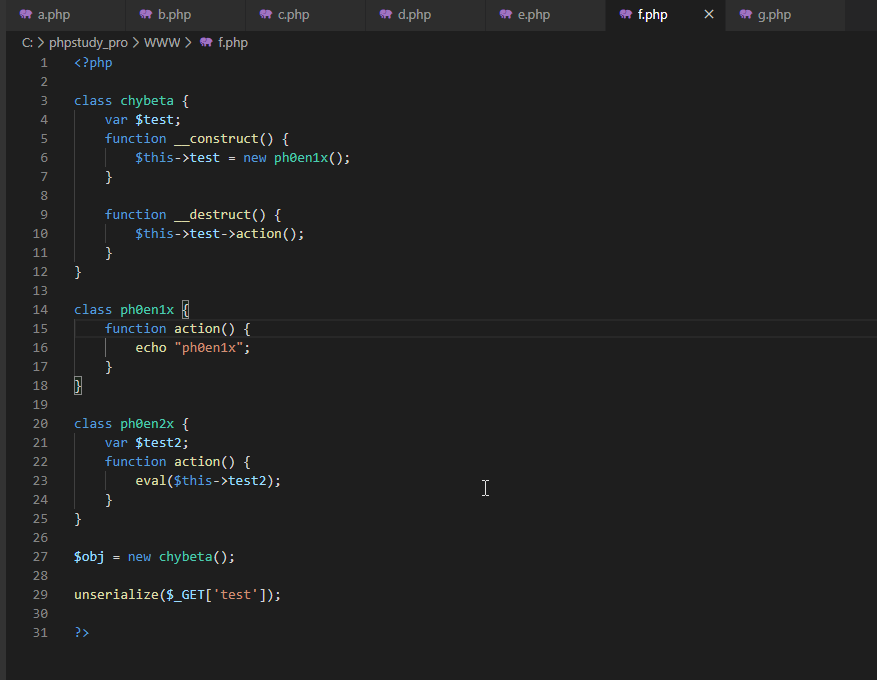 a.php b.php c.php d.php e.php f.php × g.php
C: > phpstudy_pro > WWW > f.php
1 <?php
2
3 class chybeta {
4     var $test;
5     function __construct() {
6         $this->test = new ph0en1x();
7     }
8
9     function __destruct() {
10         $this->test->action();
11     }
12 }
13
14 class ph0en1x {
15     function action() {
16         echo "ph0en1x";
17     }
18 }
19
20 class ph0en2x {
21     var $test2;
22     function action() {
23         eval($this->test2);
24     }
25 }
26
27 $obj = new chybeta();
28
29 unserialize($_GET['test']);
30
31 ?>